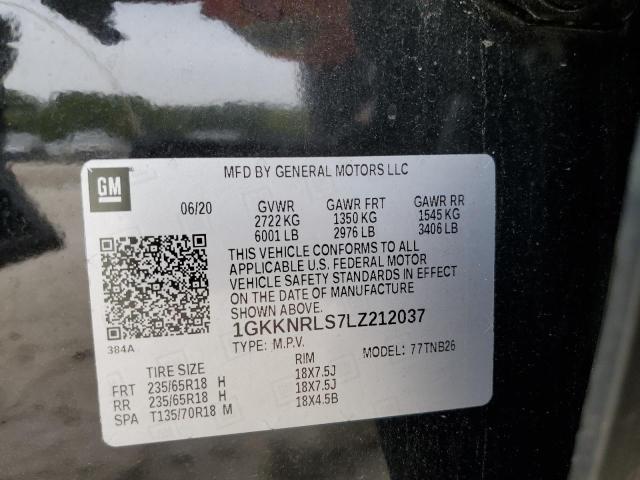 GM
MFD BY GENERAL MOTORS LLC
06/20 GVWR GAWR FRT GAWR RR
2722 KG 1350 KG 1545 KG
6001 LB 2976 LB 3406 LB
THIS VEHICLE CONFORMS TO ALL
APPLICABLE U.S. FEDERAL MOTOR
VEHICLE SAFETY STANDARDS IN EFFECT
ON THE DATE OF MANUFACTURE
SHOWN ABOVE.
1GKKNRLS7LZ212037
384A
TYPE: M.P.V. MODEL: 77TNB26
TIRE SIZE RIM
FRT 235/65R18 H 18X7.5J
RR 235/65R18 H 18X7.5J
SPA T135/70R18 M 18X4.5B